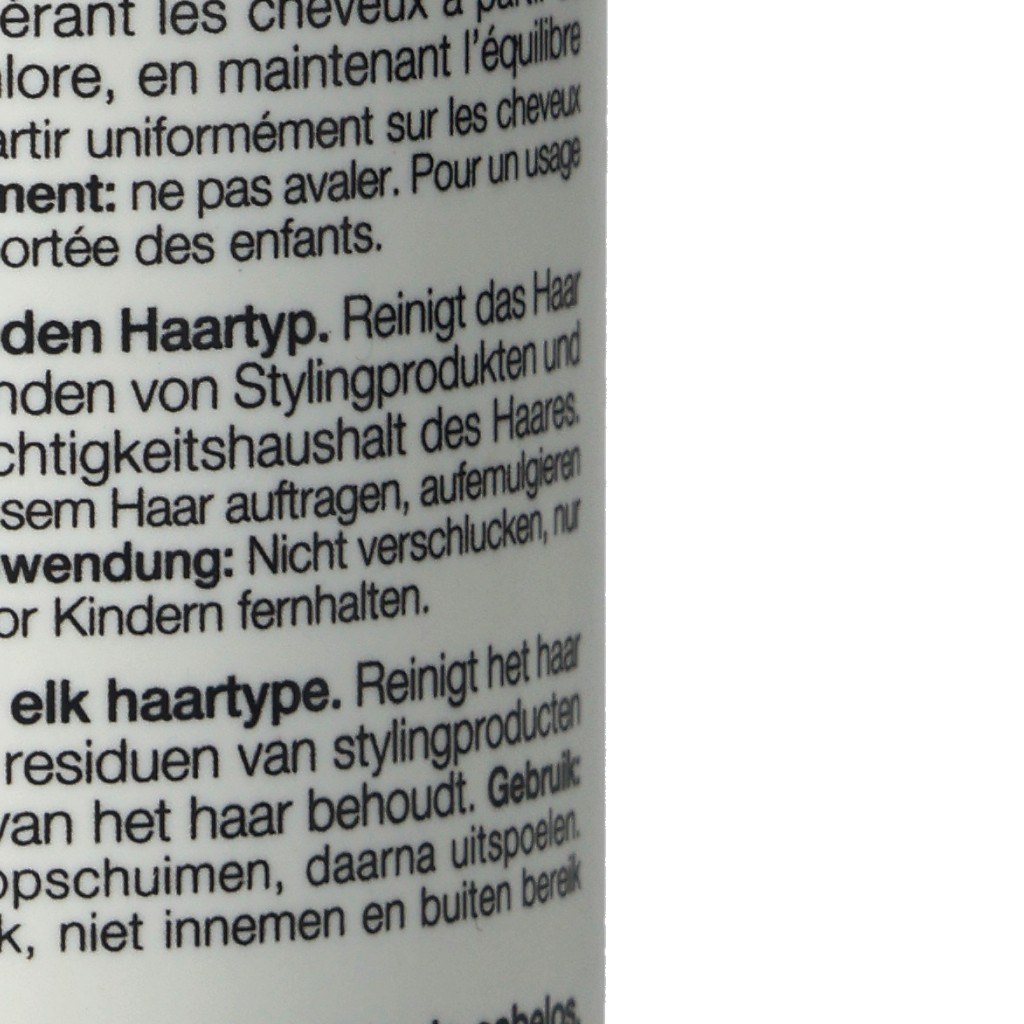 érant les cheveux à
lore, en maintenant l'équilibre
artir uniformément sur les cheveux
ment: ne pas avaler. Pour un usage
ortée des enfants.
den Haartyp. Reinigt das Haar
nden von Stylingprodukten und
chtigkeitshaushalt des Haares.
sem Haar auftragen, aufemulgieren
wendung: Nicht verschlucken, nur
or Kindern fernhalten.
elk haartype. Reinigt het haar
residuen van stylingproducten
van het haar behoudt. Gebruik:
opschuimen, daarna uitspoelen.
k, niet innemen en buiten bereik
cabelos.